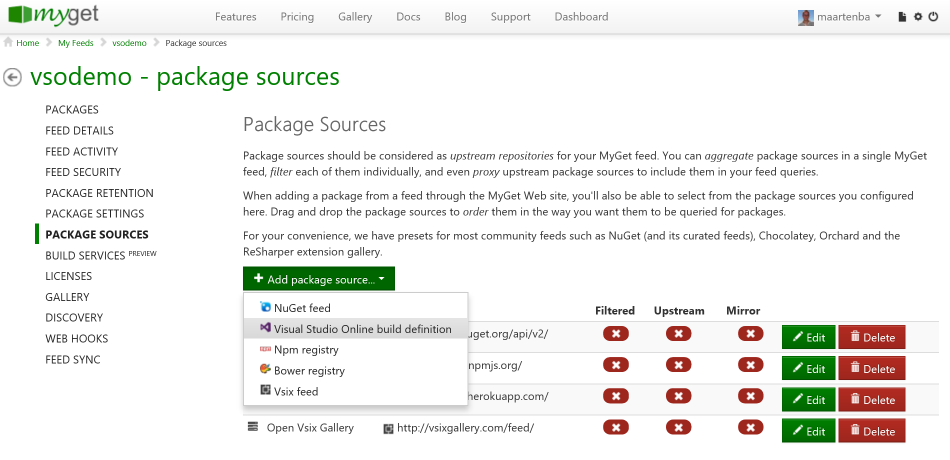 myget
Features Pricing Gallery Docs Blog Support Dashboard maartenba
Home My Feeds vsodemo Package sources
vsodemo - package sources
PACKAGES
FEED DETAILS
FEED ACTIVITY
FEED SECURITY
PACKAGE RETENTION
PACKAGE SETTINGS
PACKAGE SOURCES
BUILD SERVICES PREVIEW
LICENSES
GALLERY
DISCOVERY
WEB HOOKS
FEED SYNC
Package Sources
Package sources should be considered as upstream repositories for your MyGet feed. You can aggregate package sources in a single MyGet
feed, filter each of them individually, and even proxy upstream package sources to include them in your feed queries.
When adding a package from a feed through the MyGet Web site, you'll also be able to select from the package sources you configured
here. Drag and drop the package sources to order them in the way you want them to be queried for packages.
For your convenience, we have presets for most community feeds such as NuGet (and its curated feeds), Chocolatey, Orchard and the
ReSharper extension gallery.
Add package source...
NuGet feed
Visual Studio Online build definition
Npm registry
Bower registry
Vsix feed
Filtered Upstream Mirror
uget.org/api/v2/ Edit Delete
npmjs.org/ Edit Delete
herokuapp.com/ Edit Delete
Open Vsix Gallery http://vsixgallery.com/feed/ Edit Delete